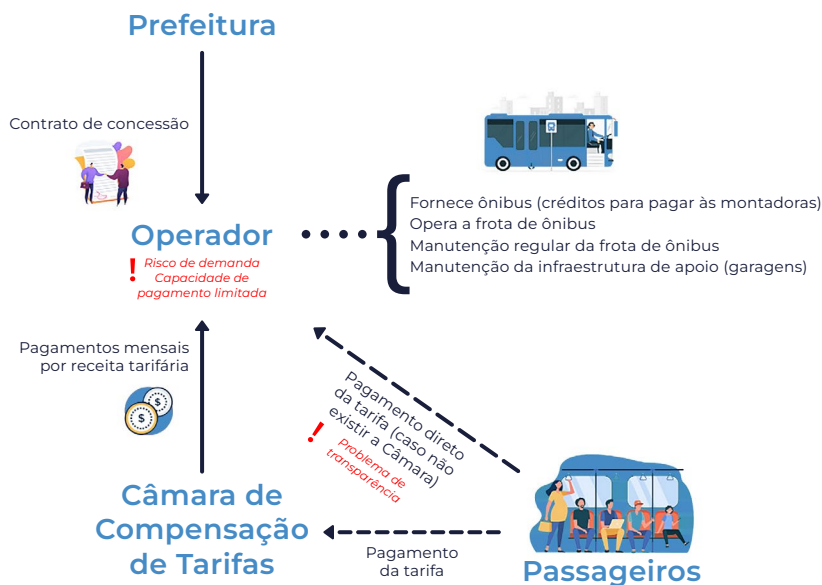 Prefeitura
Contrato de concessão
Operador
! Risco de demanda
Capacidade de
pagamento limitada
Fornece ônibus (créditos para pagar às montadoras)
Opera a frota de ônibus
Manutenção regular da frota de ônibus
Manutenção da infraestrutura de apoio (garagens)
Pagamentos mensais
por receita tarifária
$
$
Pagamento direto
da tarifa (caso não
existir a Câmara)
! Problema de
transparência
Câmara de
Compensação
de Tarifas
Pagamento
da tarifa
Passageiros